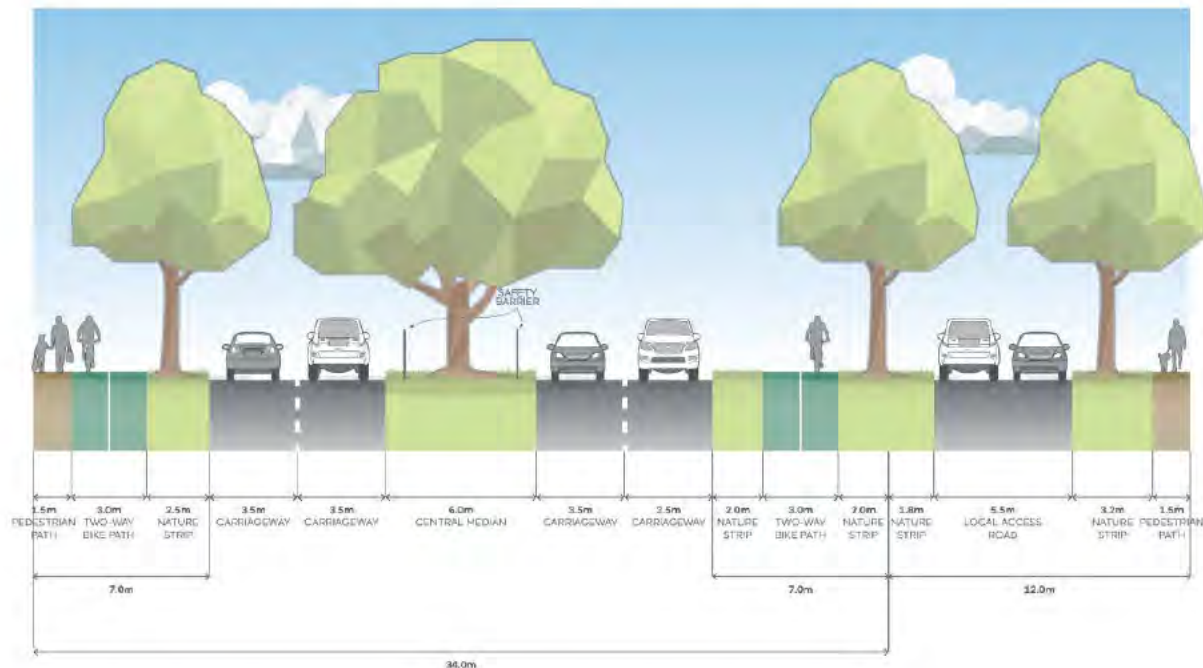 SAFETY
BARRIER
1.5m 3.0m 2.5m 3.5m 3.5m 6.0m 3.5m 3.5m 2.0m 3.0m 2.0m 1.8m 5.5m 3.2m 1.5m
PEDESTRIAN TWO-WAY NATURE CARRIAGEWAY CARRIAGEWAY CENTRAL MEDIAN CARRIAGEWAY CARRIAGEWAY NATURE TWO-WAY NATURE NATURE LOCAL ACCESS NATURE PEDESTRIAN
PATH BIKE PATH STRIP STRIP BIKE PATH STRIP STRIP ROAD STRIP PATH
7.0m 7.0m 12.0m
34.0m